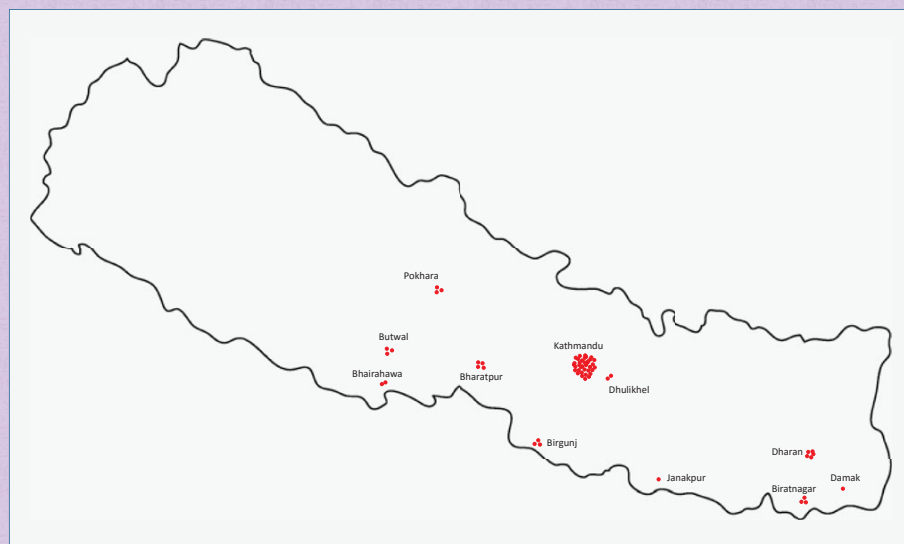 Pokhara
Butwal
Kathmandu
Bhairahawa
Bharatpur
Dhulikhel
Birgunj
Dharan
Janakpur
Damak
Biratnagar